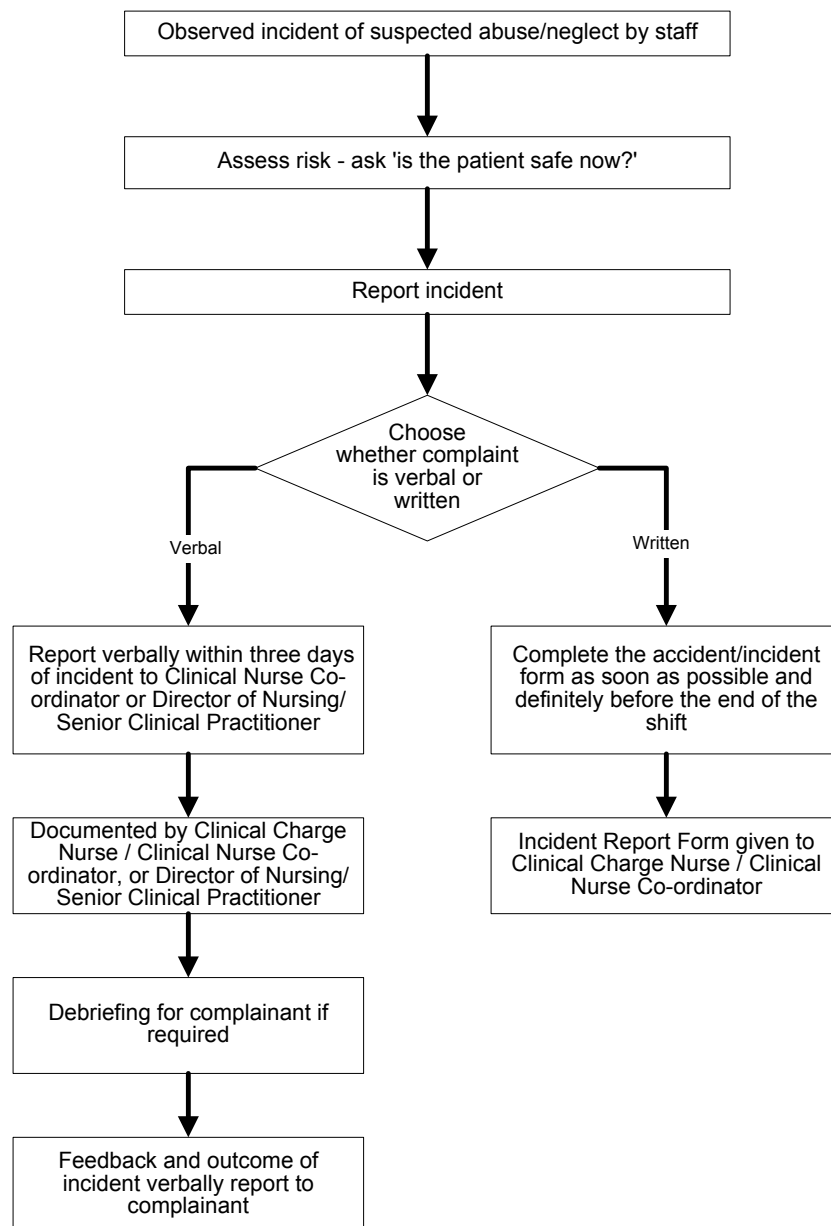 Observed incident of suspected abuse/neglect by staff
Assess risk - ask 'is the patient safe now?'
Report incident
Choose
whether complaint
is verbal or
written
Verbal
Written
Report verbally within three days
of incident to Clinical Nurse Co-
ordinator or Director of Nursing/
Senior Clinical Practitioner
Complete the accident/incident
form as soon as possible and
definitely before the end of the
shift
Documented by Clinical Charge
Nurse / Clinical Nurse Co-
ordinator, or Director of Nursing/
Senior Clinical Practitioner
Incident Report Form given to
Clinical Charge Nurse / Clinical
Nurse Co-ordinator
Debriefing for complainant if
required
Feedback and outcome of
incident verbally report to
complainant